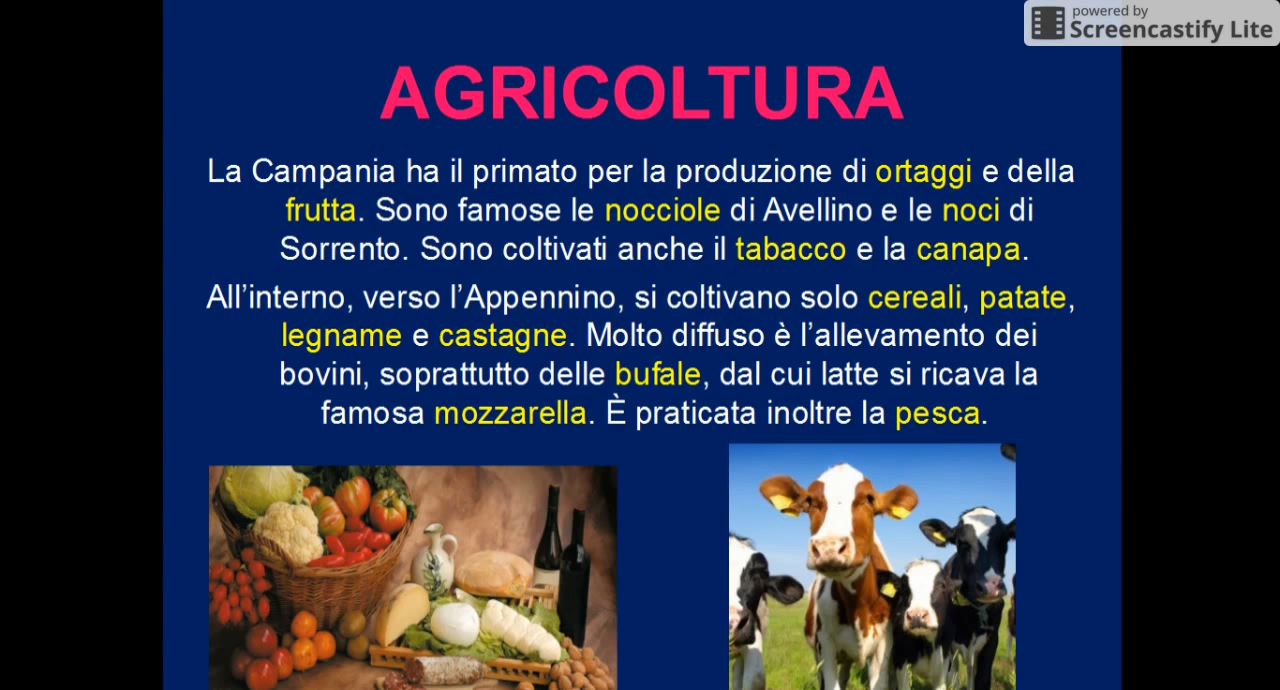 powered by
Screencastify Lite
AGRICOLTURA
La Campania ha il primato per la produzione di ortaggi e della
frutta. Sono famose le nocciole di Avellino e le noci di
Sorrento. Sono coltivati anche il tabacco e la canapa.
All’interno, verso l’Appennino, si coltivano solo cereali, patate,
legname e castagne. Molto diffuso è l’allevamento dei
bovini, soprattutto delle bufale, dal cui latte si ricava la
famosa mozzarella. È praticata inoltre la pesca.